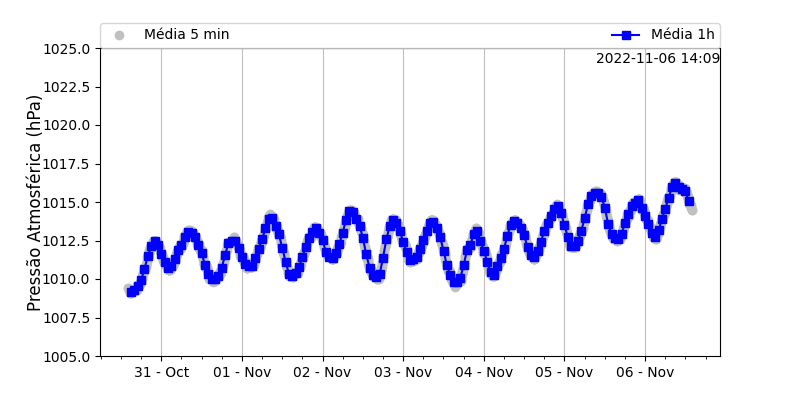 Média 5 min
Média 1h
2022-11-06 14:09
Pressão Atmosférica (hPa)
1025.0
1022.5
1020.0
1017.5
1015.0
1012.5
1010.0
1007.5
1005.0
31 - Oct
01 - Nov
02 - Nov
03 - Nov
04 - Nov
05 - Nov
06 - Nov